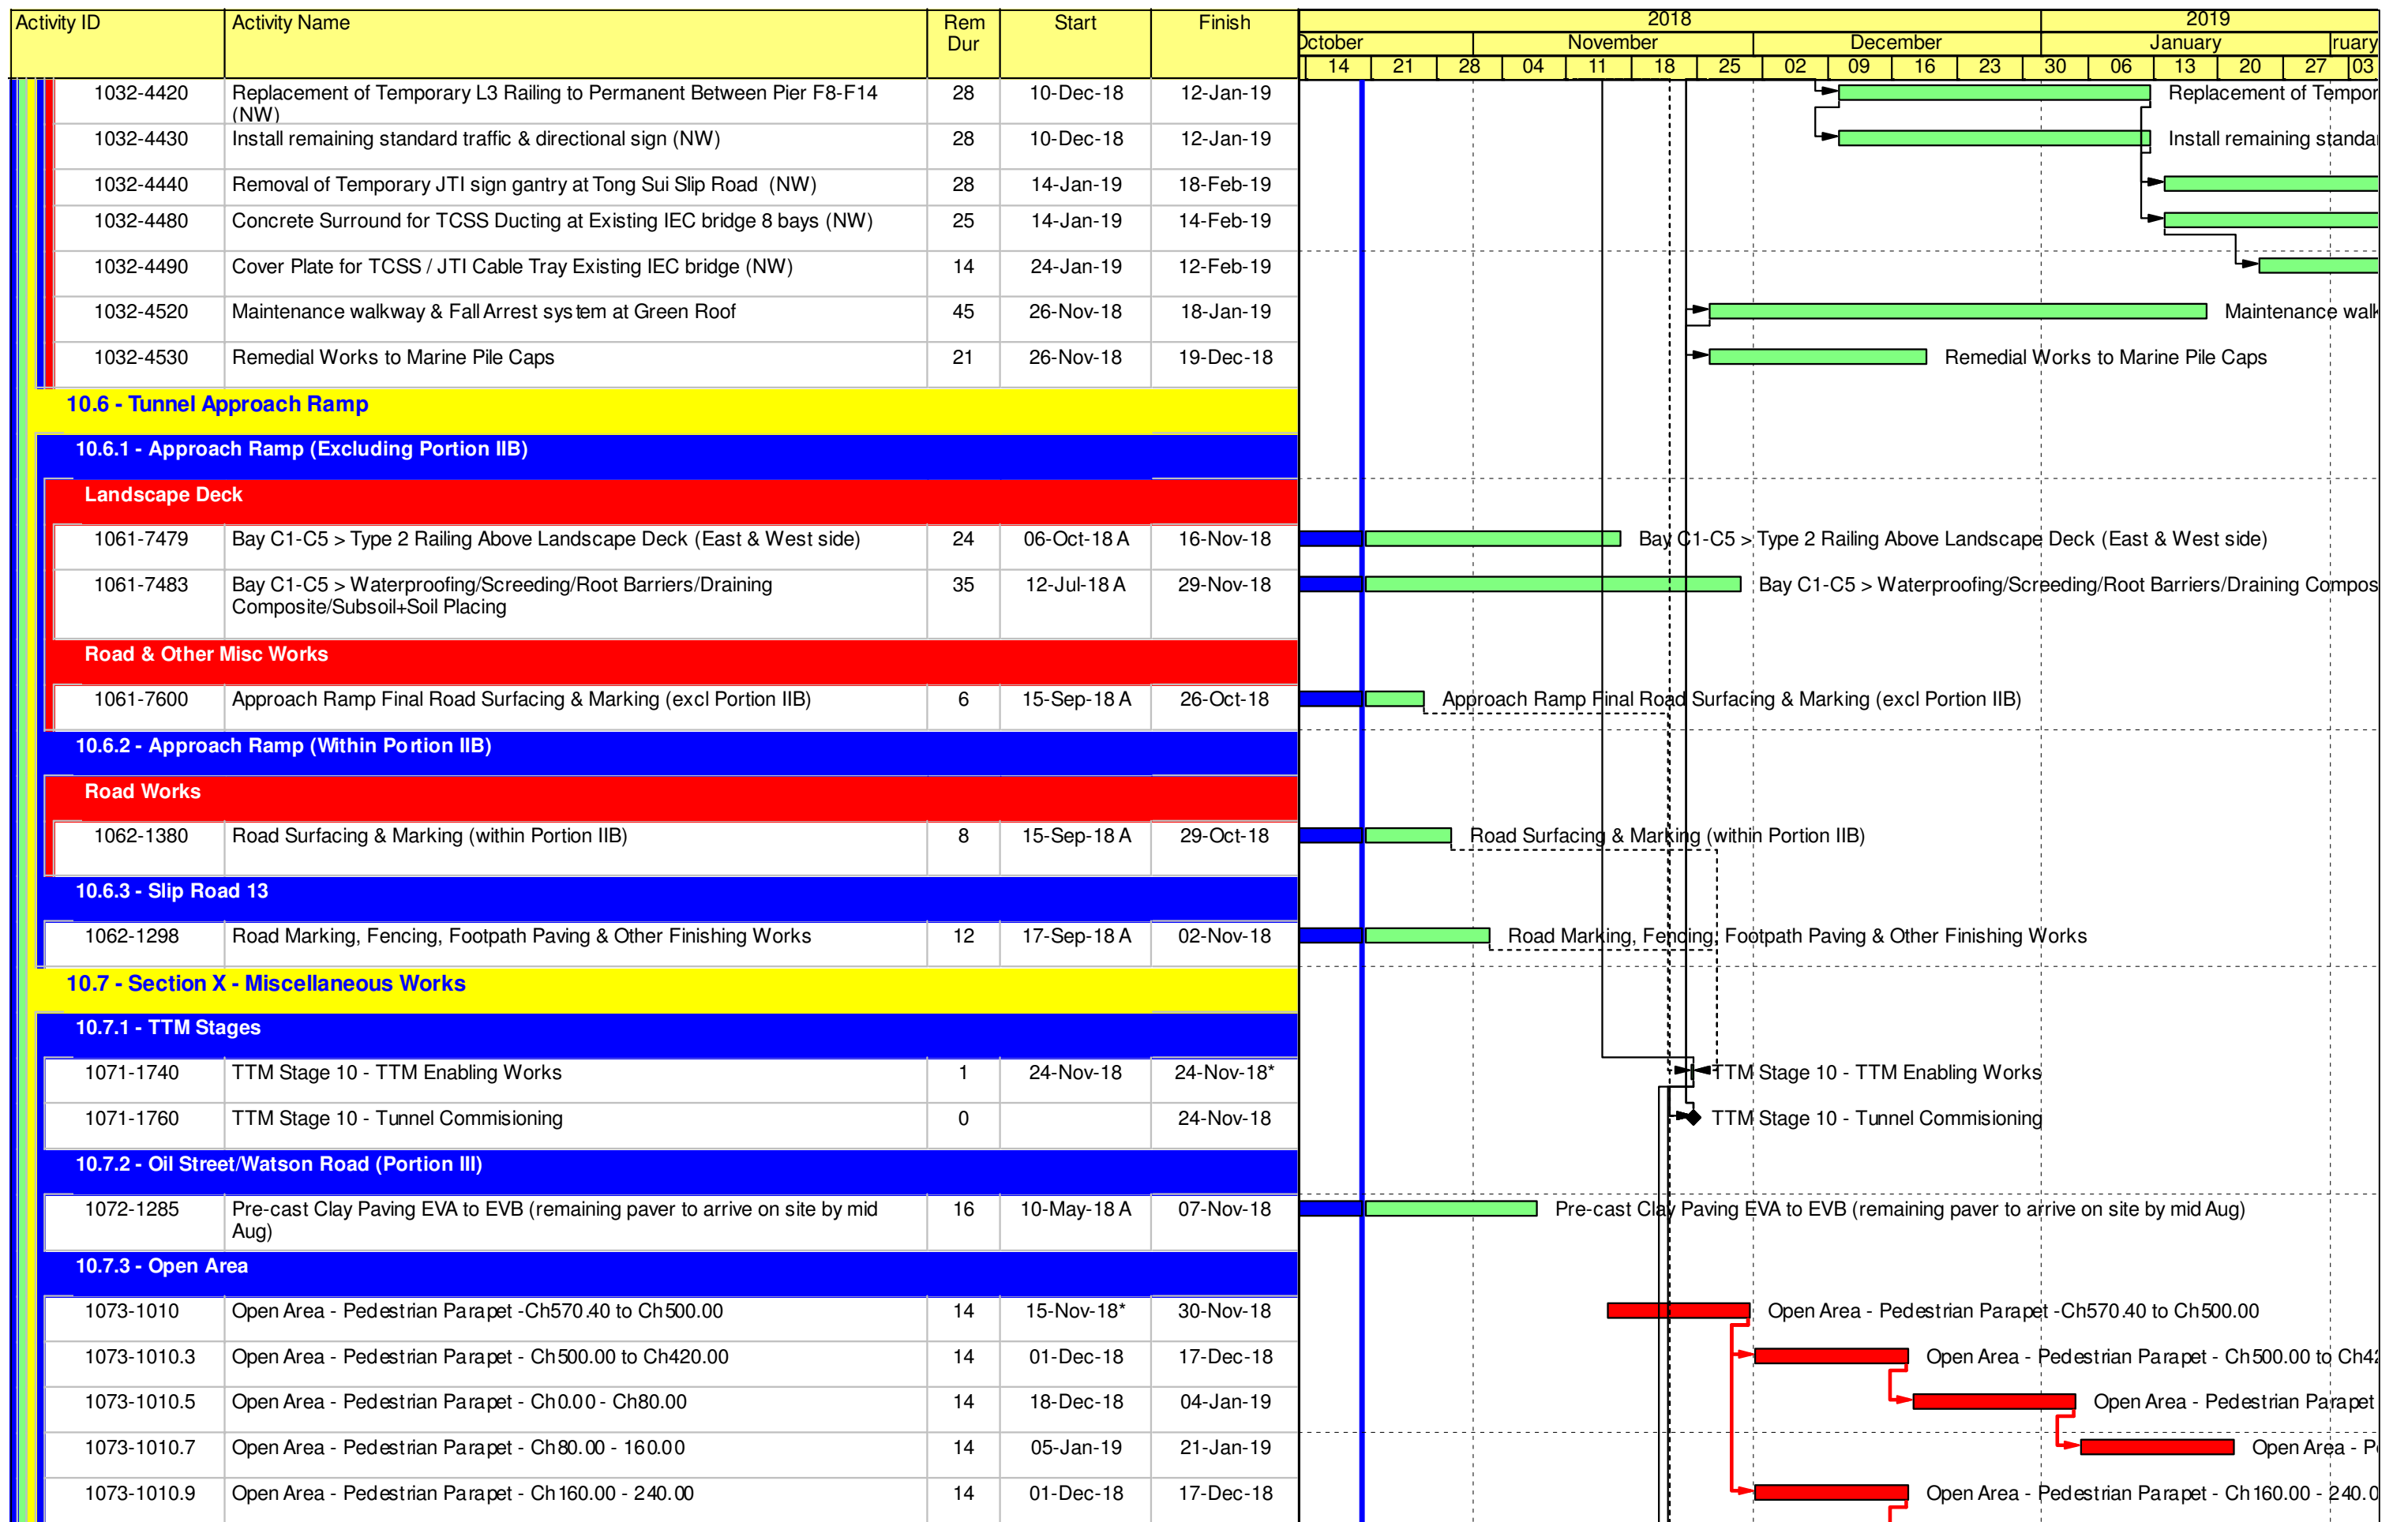 Activity ID Activity Name Rem Dur Start Finish
2018 2019
October November December January ruary
14 21 28 04 11 18 25 02 09 16 23 30 06 13 20 27 03
1032-4420 Replacement of Temporary L3 Railing to Permanent Between Pier F8-F14 (NW) 28 10-Dec-18 12-Jan-19 Replacement of Tempor
1032-4430 Install remaining standard traffic & directional sign (NW) 28 10-Dec-18 12-Jan-19 Install remaining standar
1032-4440 Removal of Temporary JTI sign gantry at Tong Sui Slip Road (NW) 28 14-Jan-19 18-Feb-19
1032-4480 Concrete Surround for TCSS Ducting at Existing IEC bridge 8 bays (NW) 25 14-Jan-19 14-Feb-19
1032-4490 Cover Plate for TCSS / JTI Cable Tray Existing IEC bridge (NW) 14 24-Jan-19 12-Feb-19
1032-4520 Maintenance walkway & Fall Arrest system at Green Roof 45 26-Nov-18 18-Jan-19 Maintenance walk
1032-4530 Remedial Works to Marine Pile Caps 21 26-Nov-18 19-Dec-18 Remedial Works to Marine Pile Caps
10.6 - Tunnel Approach Ramp
10.6.1 - Approach Ramp (Excluding Portion IIB)
Landscape Deck
1061-7479 Bay C1-C5 > Type 2 Railing Above Landscape Deck (East & West side) 24 06-Oct-18 A 16-Nov-18 Bay C1-C5 > Type 2 Railing Above Landscape Deck (East & West side)
1061-7483 Bay C1-C5 > Waterproofing/Screeding/Root Barriers/Draining Composite/Subsoil+Soil Placing 35 12-Jul-18 A 29-Nov-18 Bay C1-C5 > Waterproofing/Screeding/Root Barriers/Draining Compos
Road & Other Misc Works
1061-7600 Approach Ramp Final Road Surfacing & Marking (excl Portion IIB) 6 15-Sep-18 A 26-Oct-18 Approach Ramp Final Road Surfacing & Marking (excl Portion IIB)
10.6.2 - Approach Ramp (Within Portion IIB)
Road Works
1062-1380 Road Surfacing & Marking (within Portion IIB) 8 15-Sep-18 A 29-Oct-18 Road Surfacing & Marking (within Portion IIB)
10.6.3 - Slip Road 13
1062-1298 Road Marking, Fencing, Footpath Paving & Other Finishing Works 12 17-Sep-18 A 02-Nov-18 Road Marking, Fencing, Footpath Paving & Other Finishing Works
10.7 - Section X - Miscellaneous Works
10.7.1 - TTM Stages
1071-1740 TTM Stage 10 - TTM Enabling Works 1 24-Nov-18 24-Nov-18* TTM Stage 10 - TTM Enabling Works
1071-1760 TTM Stage 10 - Tunnel Commisioning 0 24-Nov-18 TTM Stage 10 - Tunnel Commisioning
10.7.2 - Oil Street/Watson Road (Portion III)
1072-1285 Pre-cast Clay Paving EVA to EVB (remaining paver to arrive on site by mid Aug) 16 10-May-18 A 07-Nov-18 Pre-cast Clay Paving EVA to EVB (remaining paver to arrive on site by mid Aug)
10.7.3 - Open Area
1073-1010 Open Area - Pedestrian Parapet -Ch570.40 to Ch500.00 14 15-Nov-18* 30-Nov-18 Open Area - Pedestrian Parapet -Ch570.40 to Ch500.00
1073-1010.3 Open Area - Pedestrian Parapet - Ch500.00 to Ch420.00 14 01-Dec-18 17-Dec-18 Open Area - Pedestrian Parapet - Ch500.00 to Ch42
1073-1010.5 Open Area - Pedestrian Parapet - Ch0.00 - Ch80.00 14 18-Dec-18 04-Jan-19 Open Area - Pedestrian Parapet
1073-1010.7 Open Area - Pedestrian Parapet - Ch80.00 - 160.00 14 05-Jan-19 21-Jan-19 Open Area - P
1073-1010.9 Open Area - Pedestrian Parapet - Ch160.00 - 240.00 14 01-Dec-18 17-Dec-18 Open Area - Pedestrian Parapet - Ch160.00 - 240.0